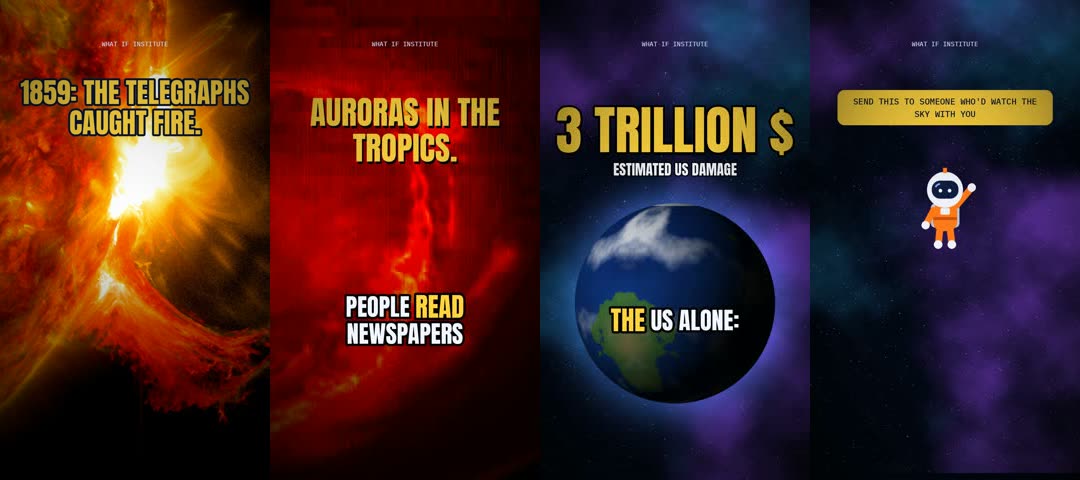 WHAT IF INSTITUTE
1859: THE TELEGRAPHS
CAUGHT FIRE.
WHAT IF INSTITUTE
AURORAS IN THE
TROPICS.
PEOPLE READ
NEWSPAPERS
WHAT IF INSTITUTE
3 TRILLION $
ESTIMATED US DAMAGE
THE US ALONE:
WHAT IF INSTITUTE
SEND THIS TO SOMEONE WHO'D WATCH THE
SKY WITH YOU